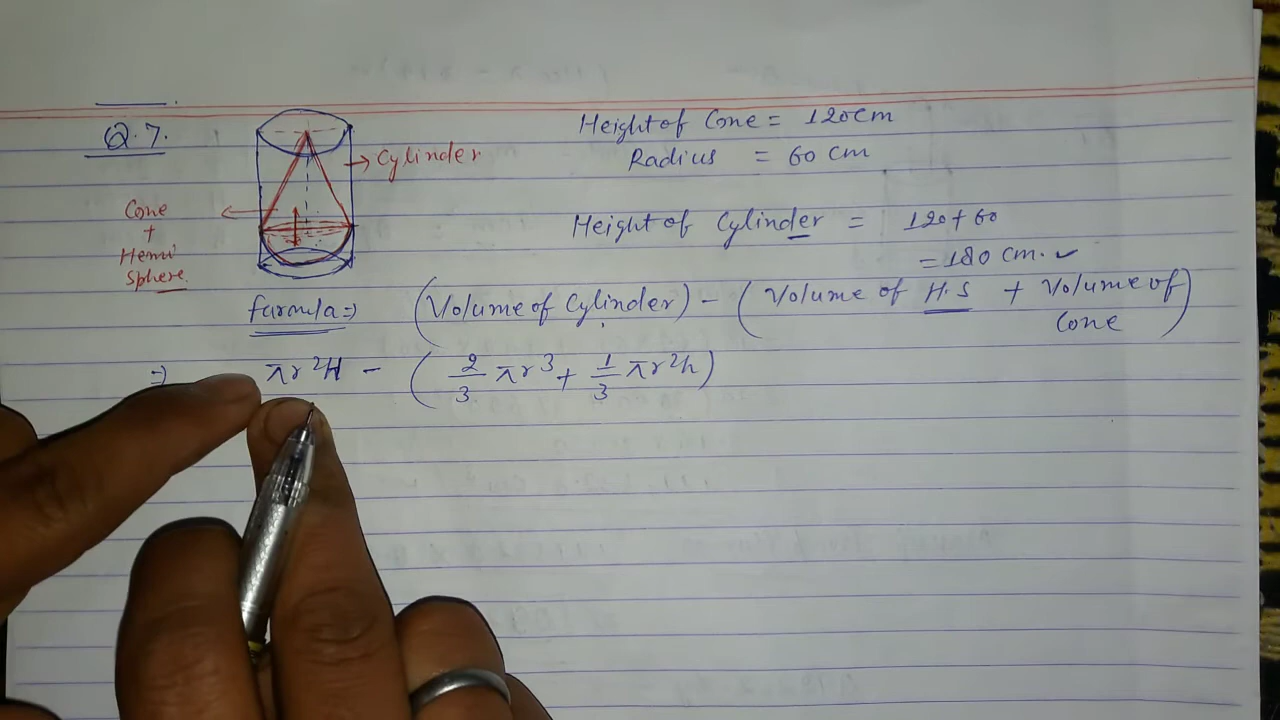 Q.7.
Height of Cone = 120cm
Radius = 60 cm
→ Cylinder
Cone
+
Hemi
Sphere.
Height of Cylinder = 120+60
= 180 cm. ✓
farmula ⇒ (Volume of Cylinder) - (Volume of H.S + Volume of Cone)
⇒ πr²H - (2/3 πr³ + 1/3 πr²h)